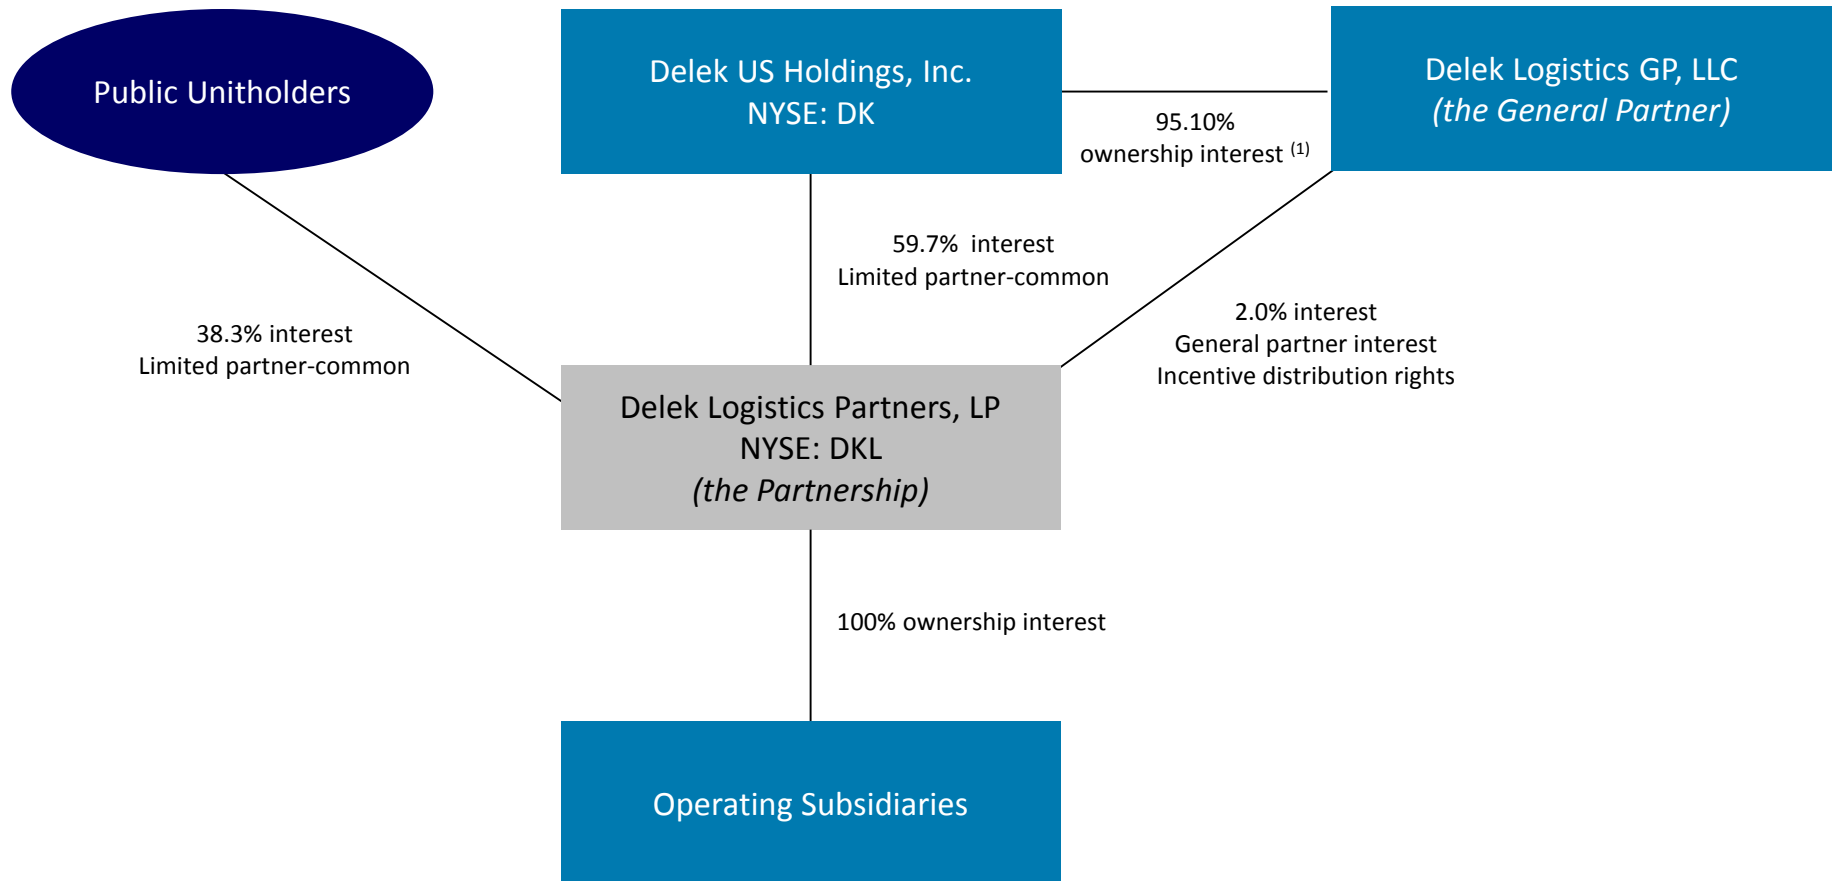 Public Unitholders
Delek US Holdings, Inc.
NYSE: DK
Delek Logistics GP, LLC
(the General Partner)
95.10%
ownership interest (1)
59.7%  interest
Limited partner-common
38.3% interest
Limited partner-common
2.0% interest
General partner interest
Incentive distribution rights
Delek Logistics Partners, LP
NYSE: DKL
(the Partnership)
100% ownership interest
Operating Subsidiaries